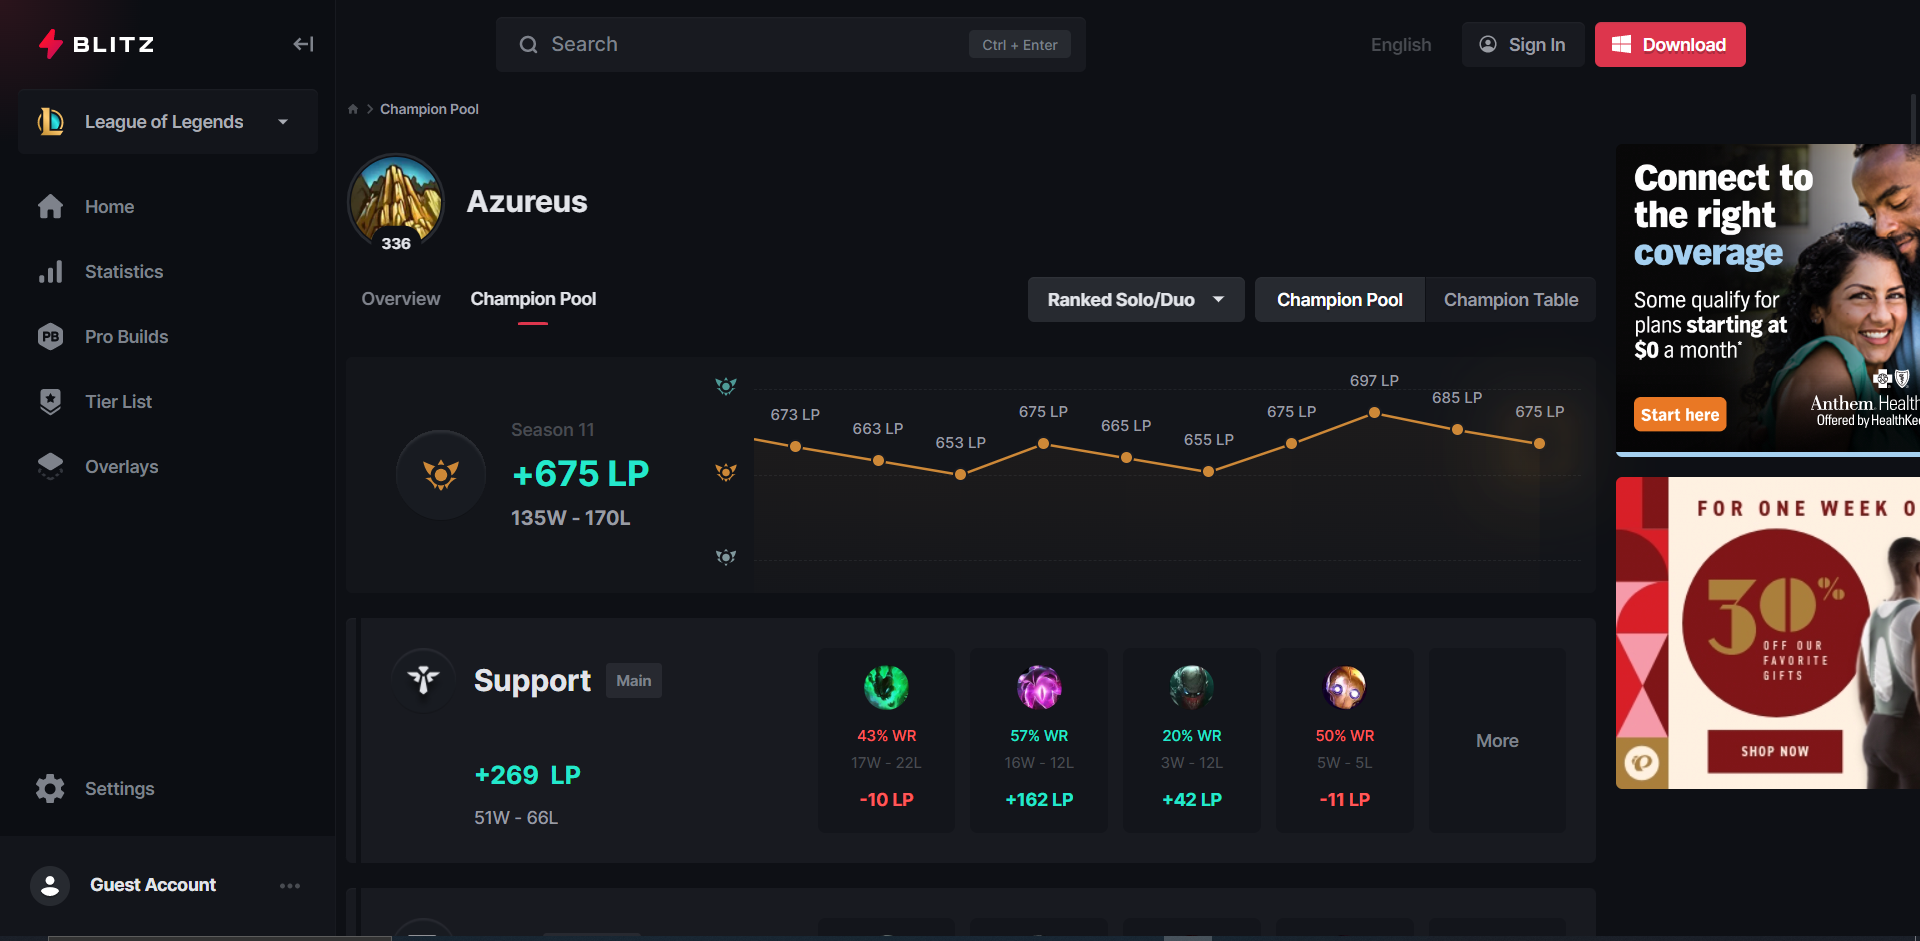 BLITZ
Search
Ctrl + Enter
English
Sign In
Download
League of Legends
Home
Statistics
PB
Pro Builds
Tier List
Overlays
Settings
Guest Account
Champion Pool
336
Azureus
Overview
Champion Pool
Ranked Solo/Duo
Champion Pool
Champion Table
Season 11
+675 LP
135W - 170L
673 LP
663 LP
653 LP
675 LP
665 LP
655 LP
675 LP
697 LP
685 LP
675 LP
Support
Main
+269 LP
51W - 66L
43% WR
17W - 22L
-10 LP
57% WR
16W - 12L
+162 LP
20% WR
3W - 12L
+42 LP
50% WR
5W - 5L
-11 LP
More
Connect to
the right
coverage
Some qualify for
plans starting at
$0 a month*
Start here
Anthem Health
Offered by HealthKee
FOR ONE WEEK O
30%
OFF OUR
FAVORITE
GIFTS
SHOP NOW